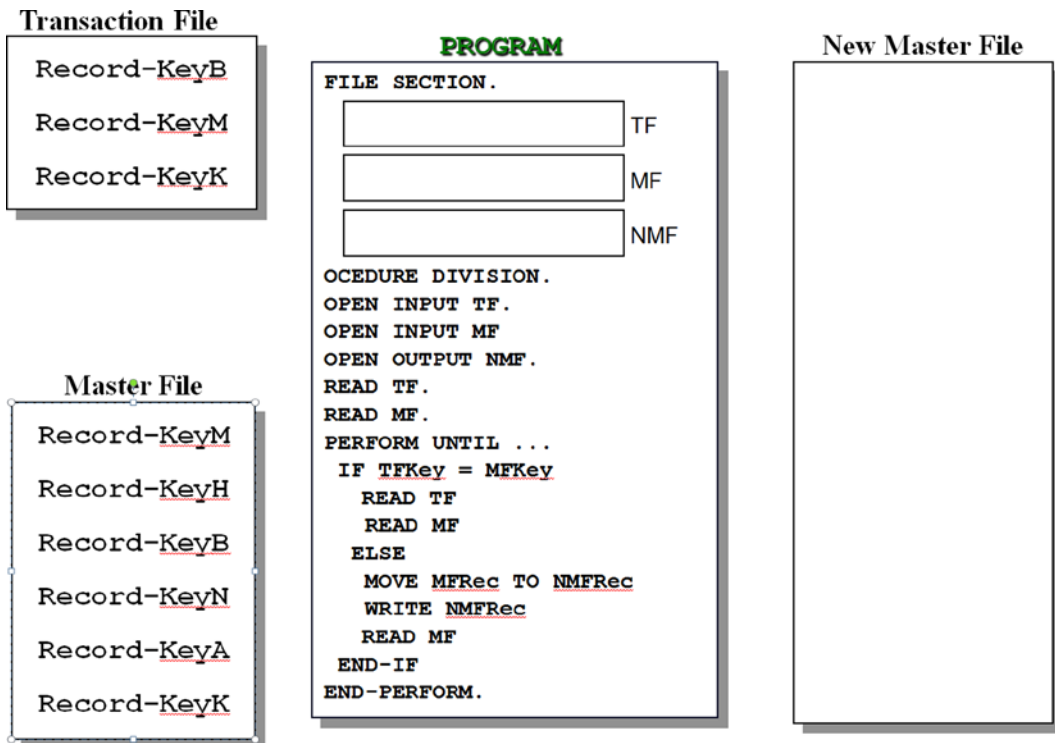 Transaction File
Record-KeyB
Record-KeyM
Record-KeyK
Master File
Record-KeyM
Record-KeyH
Record-KeyB
Record-KeyN
Record-KeyA
Record-KeyK
PROGRAM
FILE SECTION.
TF
MF
NMF
OCEDURE DIVISION.
OPEN INPUT TF.
OPEN INPUT MF
OPEN OUTPUT NMF.
READ TF.
READ MF.
PERFORM UNTIL ...
IF TFKey = MFKey
READ TF
READ MF
ELSE
MOVE MFRec TO NMFRec
WRITE NMFRec
READ MF
END-IF
END-PERFORM.
New Master File